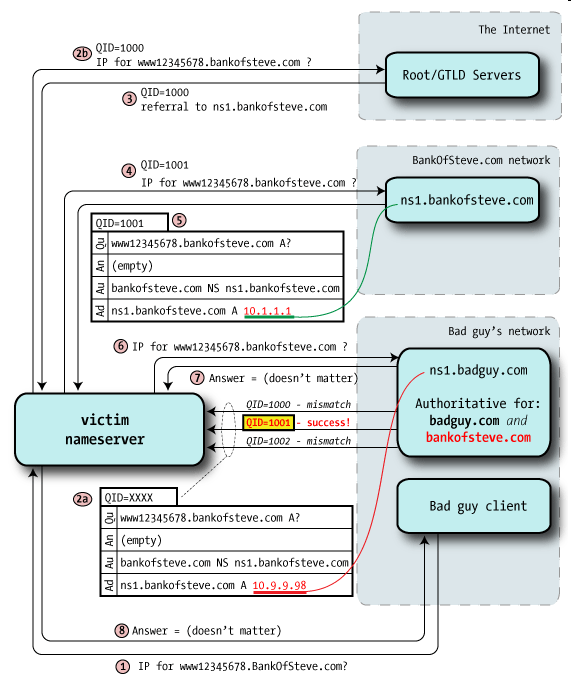 The Internet
2b QID=1000
IP for www12345678.bankofsteve.com ?
Root/GTLD Servers
3 QID=1000
referral to ns1.bankofsteve.com
BankOfSteve.com network
4 QID=1001
IP for www12345678.bankofsteve.com ?
ns1.bankofsteve.com
QID=1001 5
Qu www12345678.bankofsteve.com A?
An (empty)
Au bankofsteve.com NS ns1.bankofsteve.com
Ad ns1.bankofsteve.com A 10.1.1.1
Bad guy's network
6 IP for www12345678.bankofsteve.com ?
7 Answer = (doesn't matter)
ns1.badguy.com
Authoritative for:
badguy.com and
bankofsteve.com
QID=1000 - mismatch
QID=1001 - success!
QID=1002 - mismatch
victim
nameserver
2a QID=XXXX
Qu www12345678.bankofsteve.com A?
An (empty)
Au bankofsteve.com NS ns1.bankofsteve.com
Ad ns1.bankofsteve.com A 10.9.9.98
Bad guy client
8 Answer = (doesn't matter)
1 IP for www12345678.BankOfSteve.com?